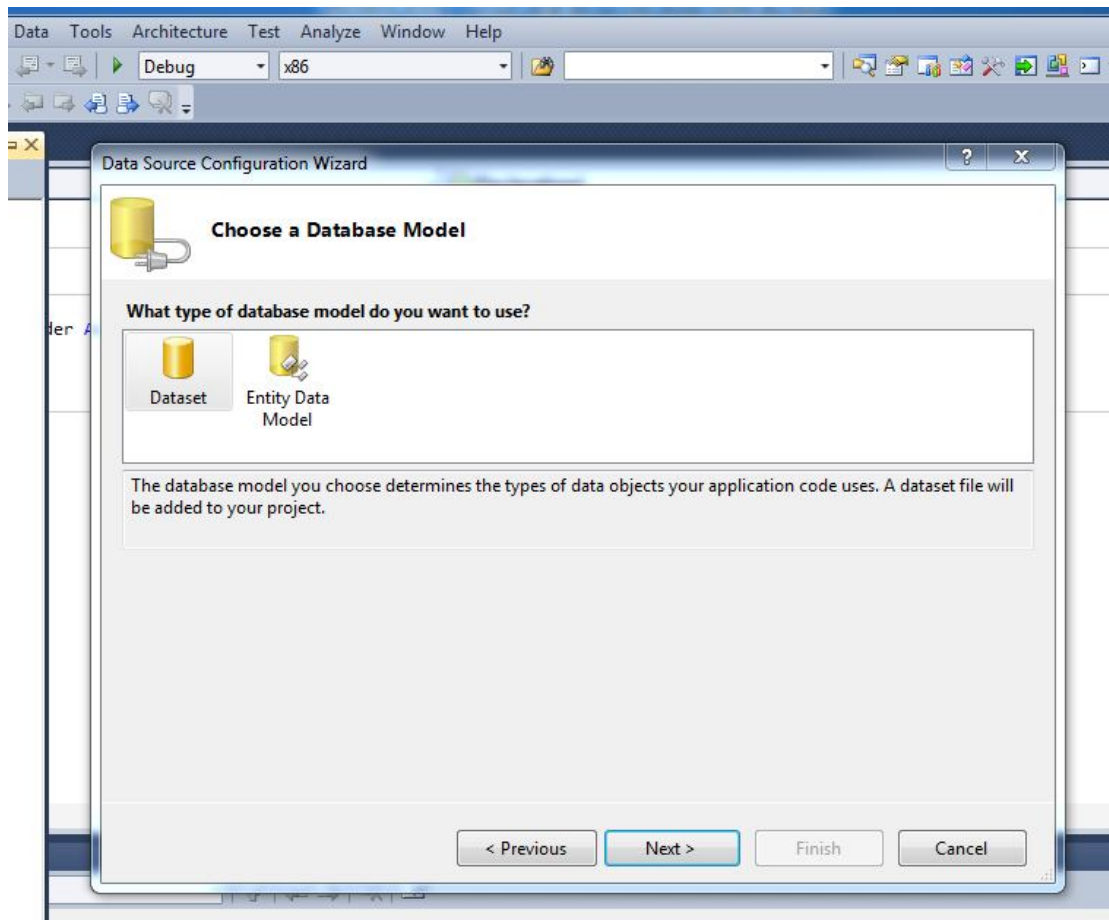 Data Tools Architecture Test Analyze Window Help
Debug x86
Data Source Configuration Wizard
Choose a Database Model
What type of database model do you want to use?
der A
Dataset
Entity Data
Model
The database model you choose determines the types of data objects your application code uses. A dataset file will
be added to your project.
< Previous Next > Finish Cancel